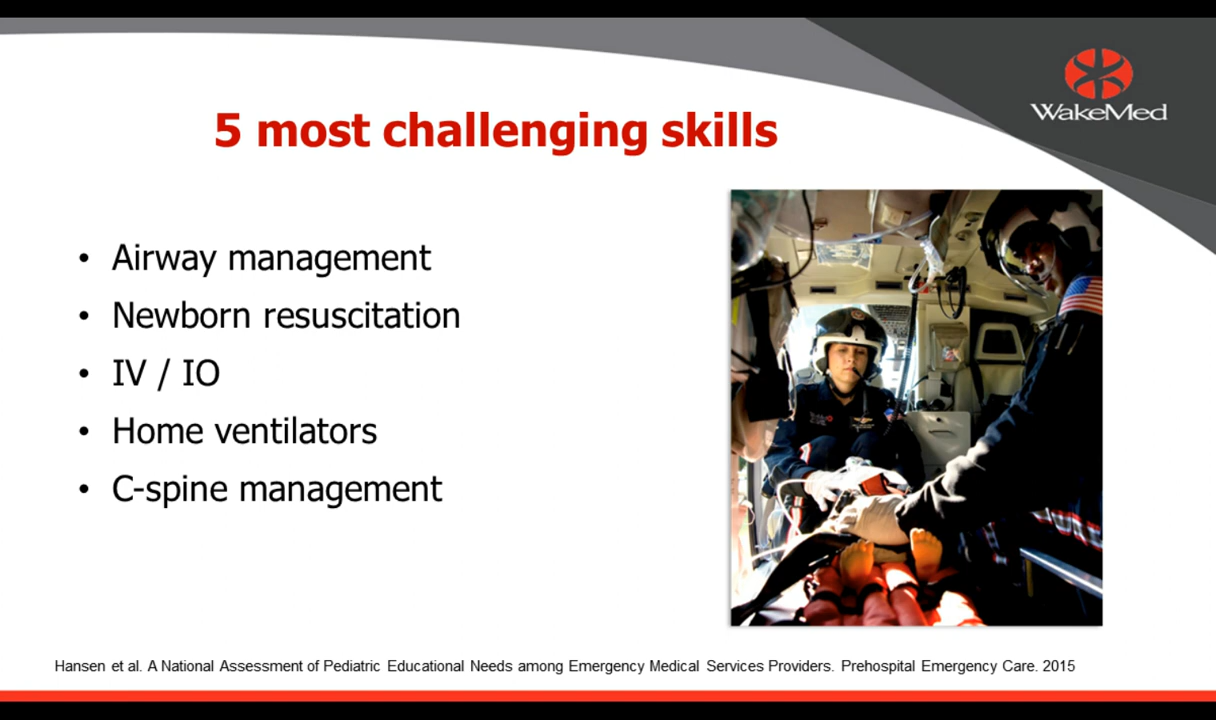 WakeMed
5 most challenging skills
• Airway management
• Newborn resuscitation
• IV / IO
• Home ventilators
• C-spine management
Hansen et al. A National Assessment of Pediatric Educational Needs among Emergency Medical Services Providers. Prehospital Emergency Care. 2015